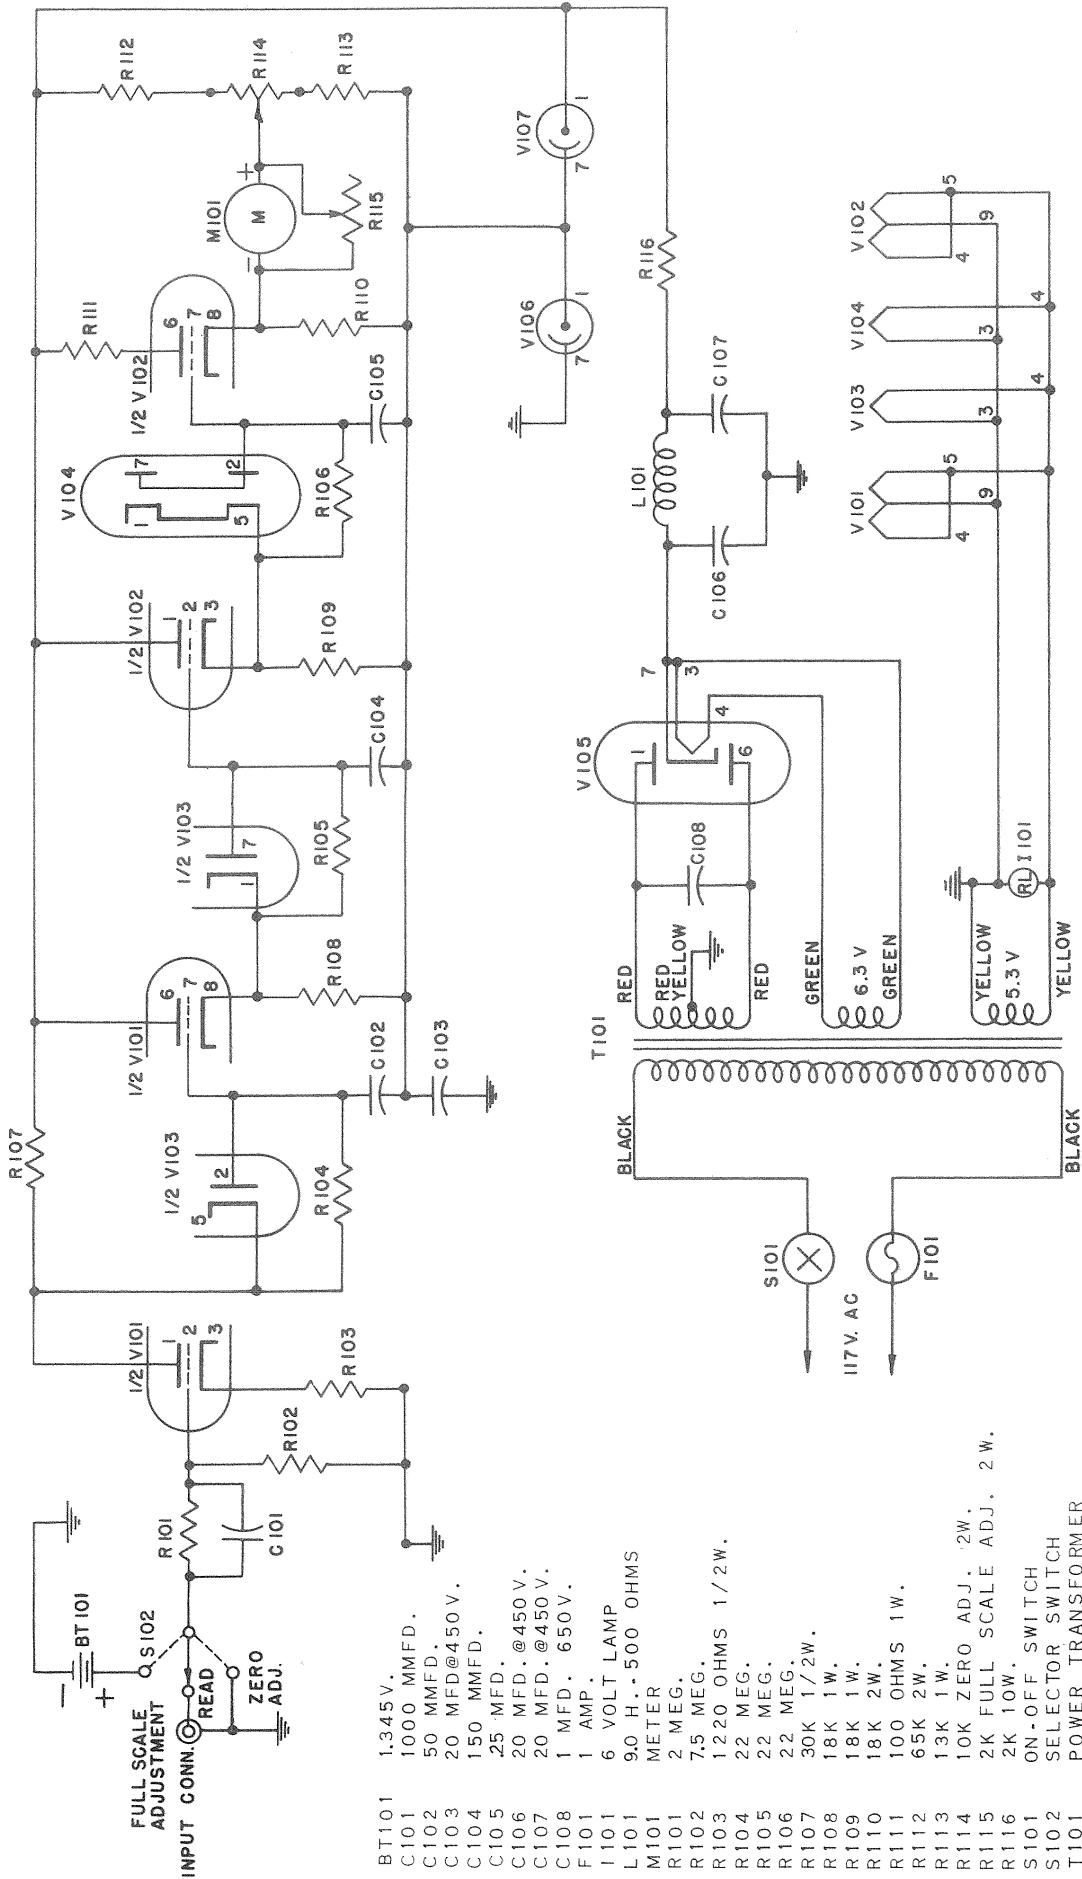 R107
R112
R114
R113
R111
M101
+
M
-
R115
R110
1/2 V102
6
7
8
C105
V104
7
2
1
5
R106
1/2 V102
1
2
3
R109
C104
1/2 V103
1
7
R105
1/2 V101
6
7
8
R108
C102
C103
1/2 V103
5
2
R104
1/2 V101
1
2
3
R103
R102
R101
C101
BT101
-
+
S102
FULL SCALE
ADJUSTMENT
READ
INPUT CONN.
ZERO
ADJ.
V107
1
7
V106
1
7
R116
L101
C107
C106
V105
7
3
4
1
6
C108
RED
RED
YELLOW
RED
GREEN
6.3 V
GREEN
YELLOW
5.3 V
YELLOW
RL
I101
T101
BLACK
BLACK
S101
117 V. AC
F101
V101
4
9
5
V103
3
4
V104
3
4
V102
4
9
5
BT101 1.345 V.
C101 1000 MMFD.
C102 50 MMFD.
C103 20 MFD@450V.
C104 150 MMFD.
C105 .25 MFD.
C106 20 MFD.@450V.
C107 20 MFD.@450V.
C108 .1 MFD. 650V.
F101 1 AMP.
I101 6 VOLT LAMP
L101 9.0 H.-500 OHMS
M101 METER
R101 2 MEG.
R102 7.5 MEG.
R103 1220 OHMS 1/2W.
R104 22 MEG.
R105 22 MEG.
R106 22 MEG.
R107 30K 1/2W.
R108 18K 1W.
R109 18K 1W.
R110 18K 2W.
R111 100 OHMS 1W.
R112 65K 2W.
R113 13K 1W.
R114 10K ZERO ADJ. 2W.
R115 2K FULL SCALE ADJ. 2W.
R116 2K 10W.
S101 ON-OFF SWITCH
S102 SELECTOR SWITCH
T101 POWER TRANSFORMER